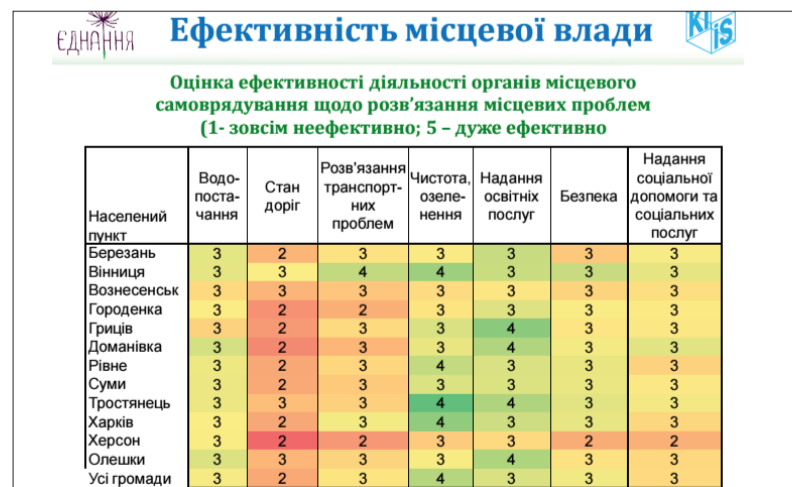 ЄДНАННЯ
Ефективність місцевої влади
KIIS
Оцінка ефективності діяльності органів місцевого
самоврядування щодо розв'язання місцевих проблем
(1- зовсім неефективно; 5 – дуже ефективно
Населений пункт Водо-поста-чання Стан доріг Розв'язання транспорт-них проблем Чистота, озеле-нення Надання освітніх послуг Безпека Надання соціальної допомоги та соціальних послуг
Березань 3 2 3 3 3 3 3
Вінниця 3 3 4 4 3 3 3
Вознесенськ 3 3 3 3 3 3 3
Городенка 3 2 2 3 3 3 3
Гриців 3 2 3 3 4 3 3
Доманівка 3 2 3 3 4 3 3
Рівне 3 2 3 4 3 3 3
Суми 3 2 3 3 3 3 3
Тростянець 3 3 3 4 4 3 3
Харків 3 2 3 4 3 3 3
Херсон 3 2 2 3 3 2 2
Олешки 3 3 3 3 4 3 3
Усі громади 3 2 3 4 3 3 3